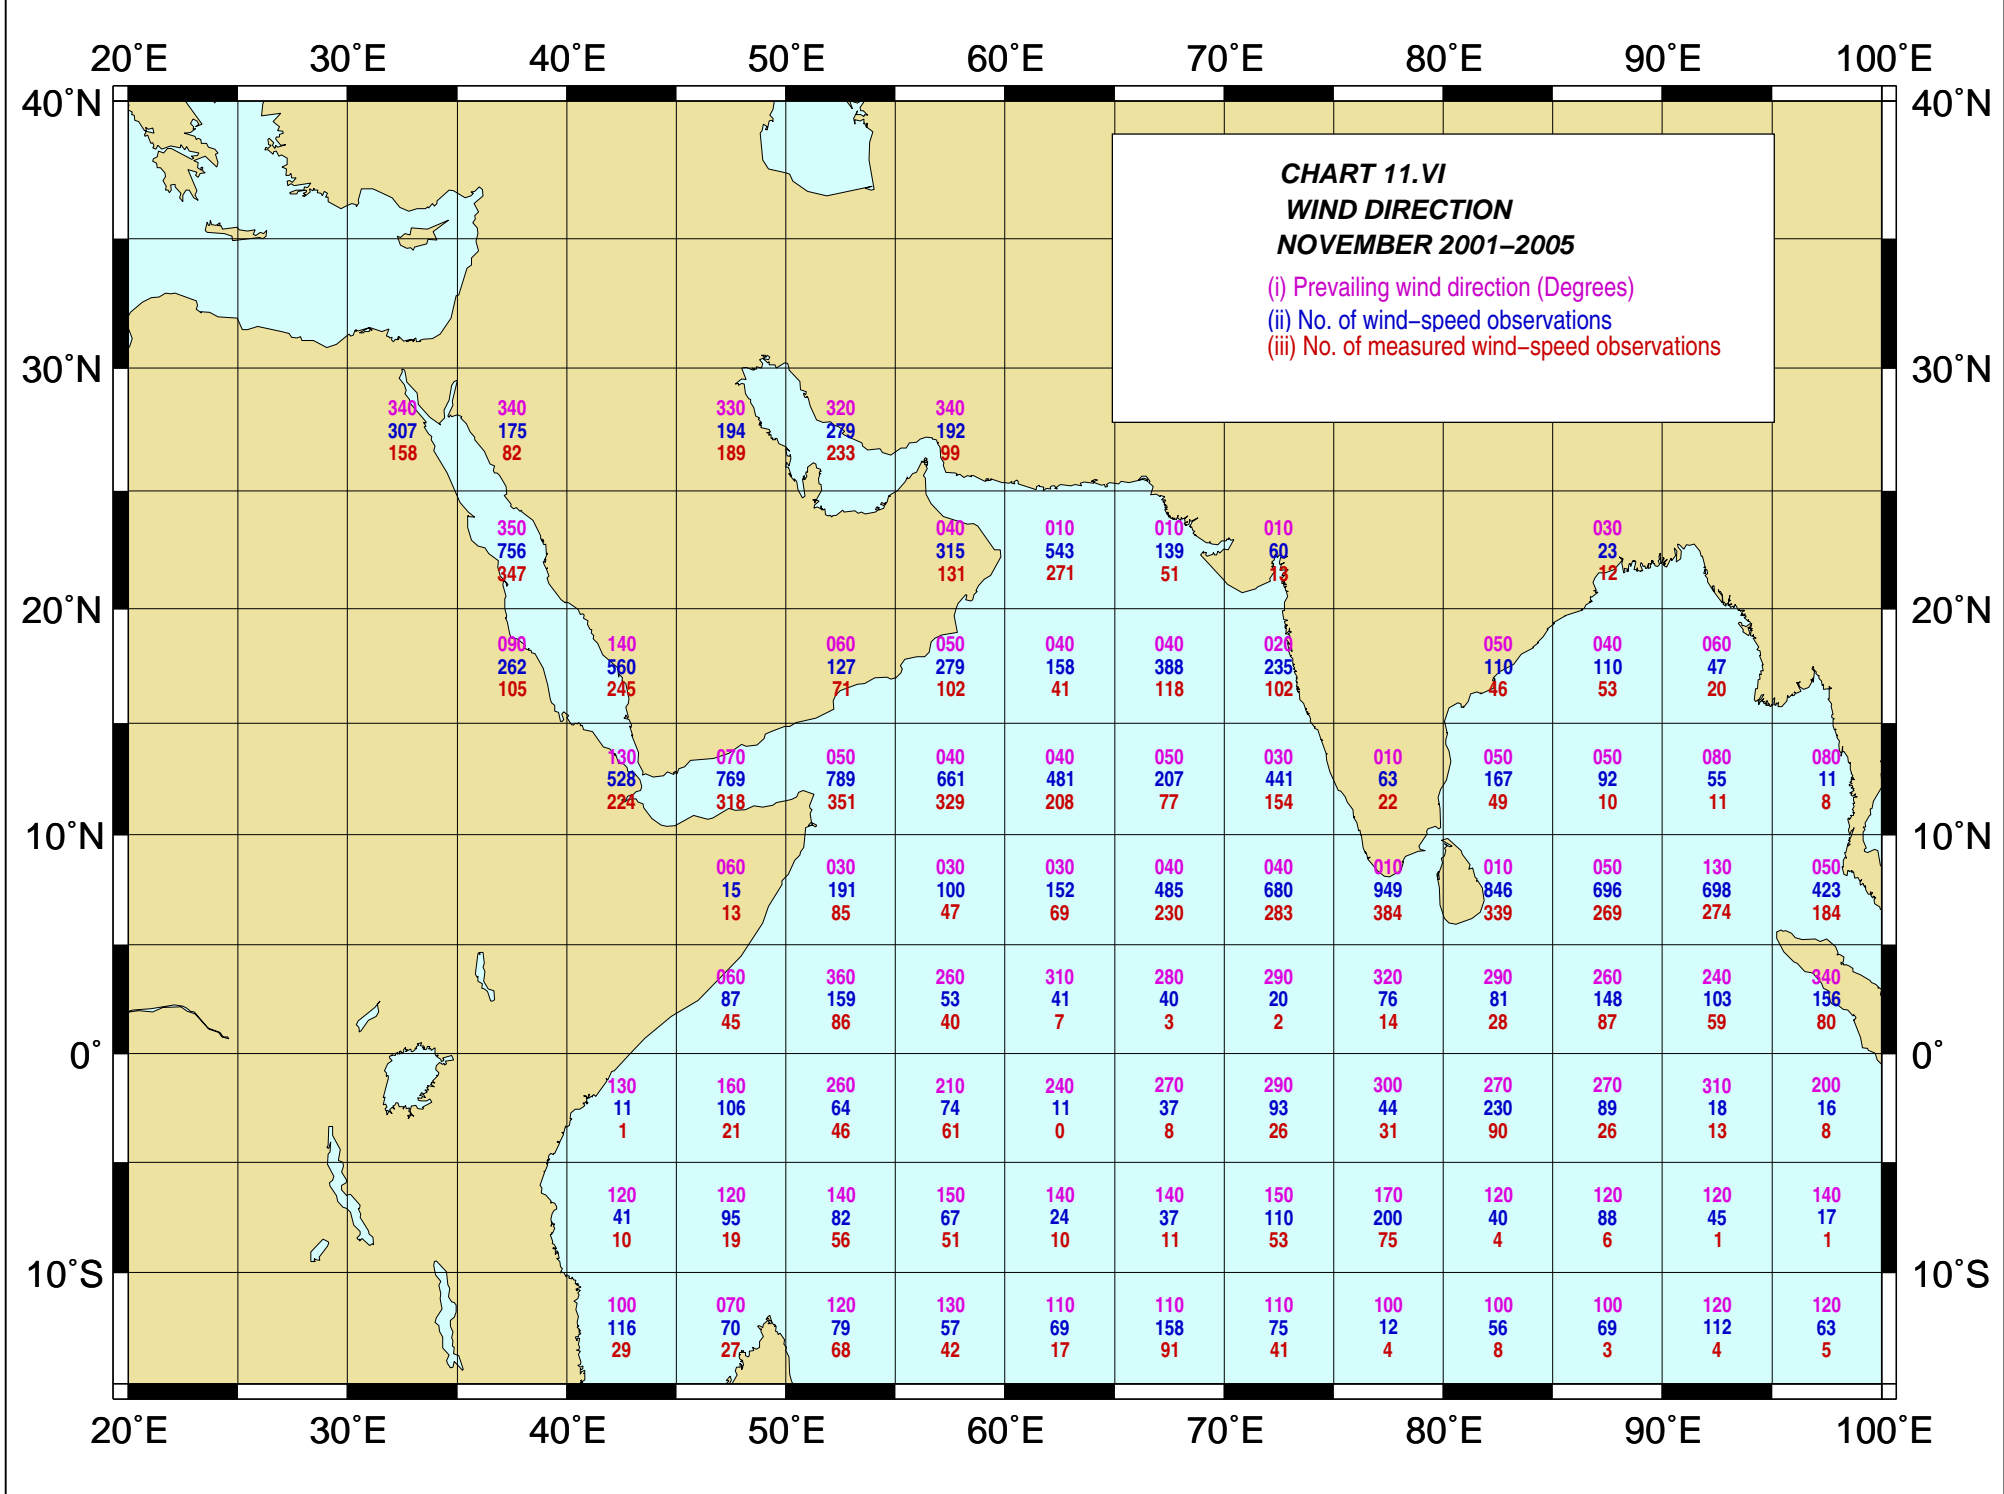 20°E 30°E 40°E 50°E 60°E 70°E 80°E 90°E 100°E
40°N 40°N
CHART 11.VI
WIND DIRECTION
NOVEMBER 2001–2005
(i) Prevailing wind direction (Degrees)
(ii) No. of wind–speed observations
(iii) No. of measured wind–speed observations
30°N 30°N
340 340 330 320 340
307 175 194 279 192
158 82 189 233 99
350 040 010 010 010 030
756 315 543 139 60 23
347 131 271 51 13 12
20°N 20°N
090 140 060 050 040 040 020 050 040 060
262 560 127 279 158 388 235 110 110 47
105 245 71 102 41 118 102 46 53 20
130 070 050 040 040 050 030 010 050 050 080 080
528 769 789 661 481 207 441 63 167 92 55 11
224 318 351 329 208 77 154 22 49 10 11 8
10°N 10°N
060 030 030 030 040 040 010 010 050 130 050
15 191 100 152 485 680 949 846 696 698 423
13 85 47 69 230 283 384 339 269 274 184
060 360 260 310 280 290 320 290 260 240 340
87 159 53 41 40 20 76 81 148 103 156
45 86 40 7 3 2 14 28 87 59 80
0° 0°
130 160 260 210 240 270 290 300 270 270 310 200
11 106 64 74 11 37 93 44 230 89 18 16
1 21 46 61 0 8 26 31 90 26 13 8
120 120 140 150 140 140 150 170 120 120 120 140
41 95 82 67 24 37 110 200 40 88 45 17
10 19 56 51 10 11 53 75 4 6 1 1
10°S 10°S
100 070 120 130 110 110 110 100 100 100 120 120
116 70 79 57 69 158 75 12 56 69 112 63
29 27 68 42 17 91 41 4 8 3 4 5
20°E 30°E 40°E 50°E 60°E 70°E 80°E 90°E 100°E